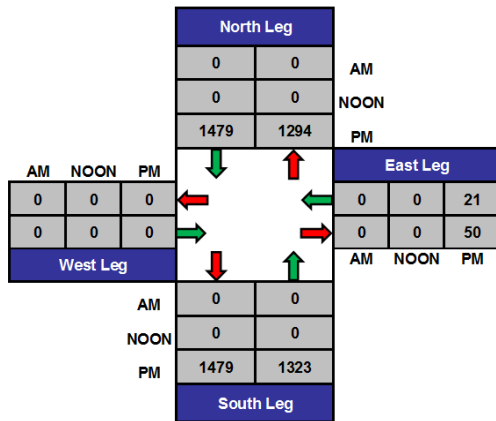 North Leg
0 0 AM
0 0 NOON
1479 1294 PM
AM NOON PM East Leg
0 0 0 0 0 21
0 0 0 0 0 50
West Leg AM NOON PM
AM 0 0
NOON 0 0
PM 1479 1323
South Leg